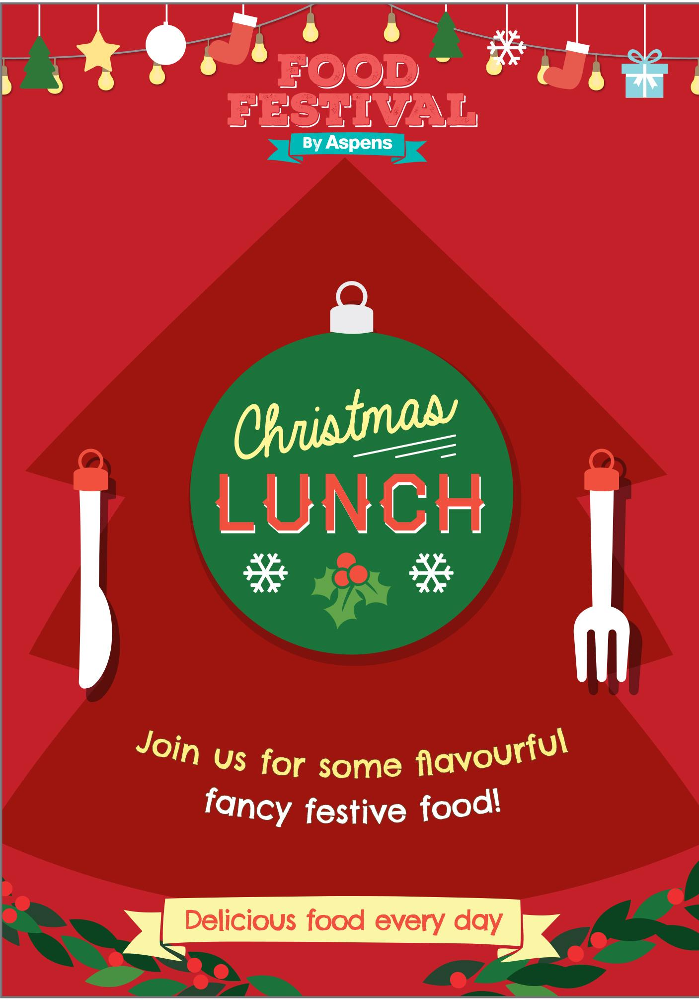 FOOD
FESTIVAL
By Aspens
Christmas
LUNCH
Join us for some flavourful
fancy festive food!
Delicious food every day